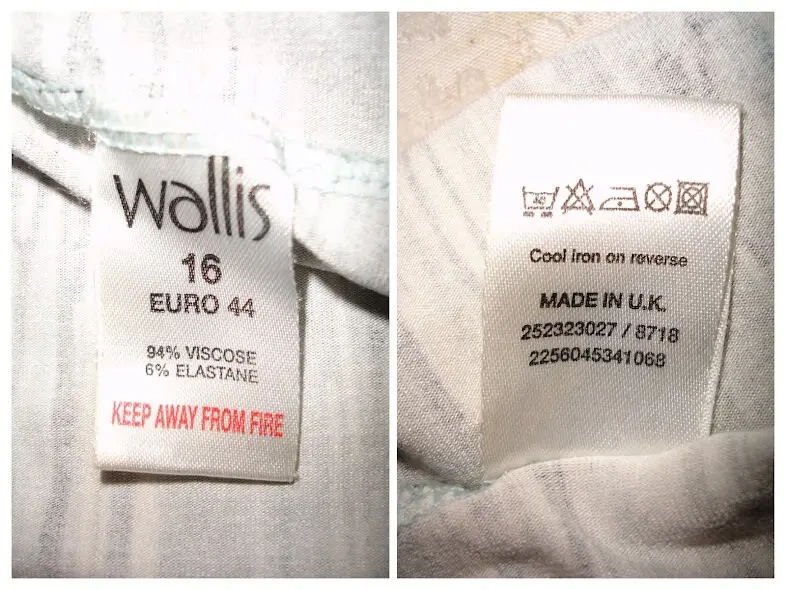 wallis
16
EURO 44
94% VISCOSE
6% ELASTANE
KEEP AWAY FROM FIRE
40
Cool iron on reverse
MADE IN U.K.
252323027 / 8718
2256045341068